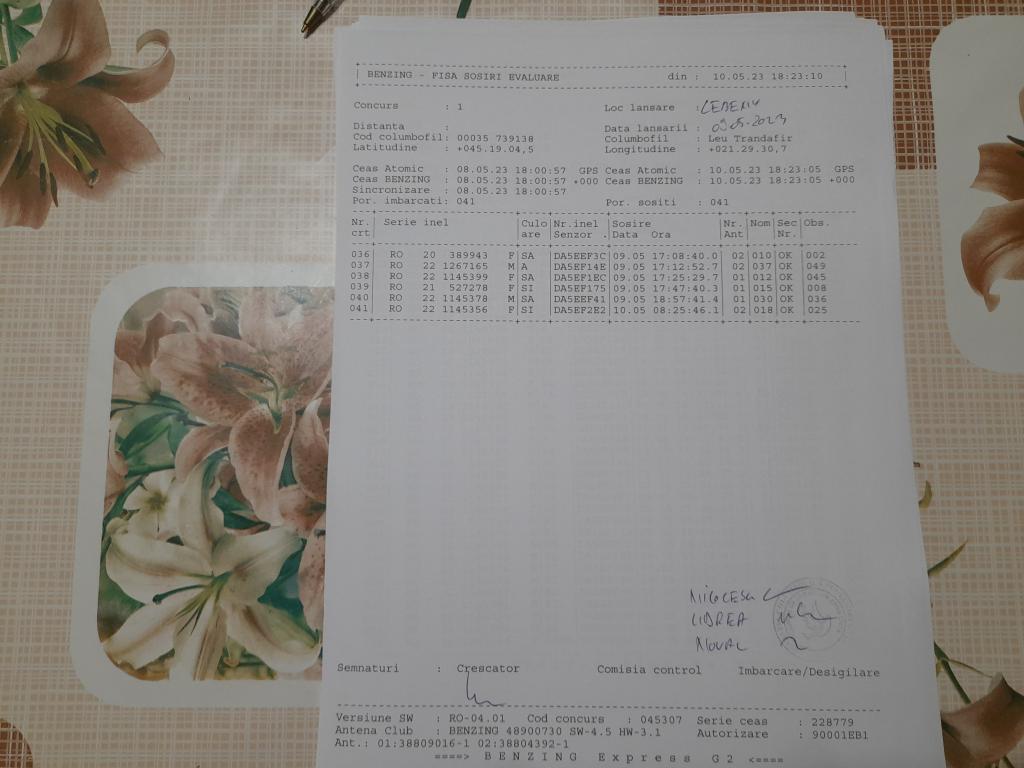 BENZING - FISA SOSIRI EVALUARE din : 10.05.23 18:23:10
Concurs : 1 Loc lansare :
Distanta : Data lansarii : 09.05-2023
Cod columbofil: 00035 739138 Columbofil : Leu Trandafir
Latitudine : +045.19.04,5 Longitudine : +021.29.30,7
Ceas Atomic : 08.05.23 18:00:57 GPS Ceas Atomic : 10.05.23 18:23:05 GPS
Ceas BENZING : 08.05.23 18:00:57 +000 Ceas BENZING : 10.05.23 18:23:05 +000
Sincronizare : 08.05.23 18:00:57
Por. imbarcati: 041 Por. sositi : 041
Nr. Serie inel Culo Nr.inel Sosire Nr. Nom Sec Obs.
crt are Senzor . Data Ora Ant Nr.
036 RO 20 389943 F SA DA5EEF3C 09.05 17:08:40.0 02 010 OK 002
037 RO 22 1267165 M A DA5EF14E 09.05 17:12:52.7 02 037 OK 049
038 RO 22 1145399 F SA DA5EF1EC 09.05 17:25:29.7 01 012 OK 045
039 RO 21 527278 F SI DA5EF175 09.05 17:47:40.3 01 015 OK 008
040 RO 22 1145378 M SA DA5EEF41 09.05 18:57:41.4 01 030 OK 036
041 RO 22 1145356 F SI DA5EF2E2 10.05 08:25:46.1 02 018 OK 025
Semnaturi : Crescator Comisia control Imbarcare/Desigilare
Versiune SW : RO-04.01 Cod concurs : 045307 Serie ceas : 228779
Antena Club : BENZING 48900730 SW-4.5 HW-3.1 Autorizare : 90001EB1
Ant.: 01:38809016-1 02:38804392-1
====> BENZING Express G2 <====